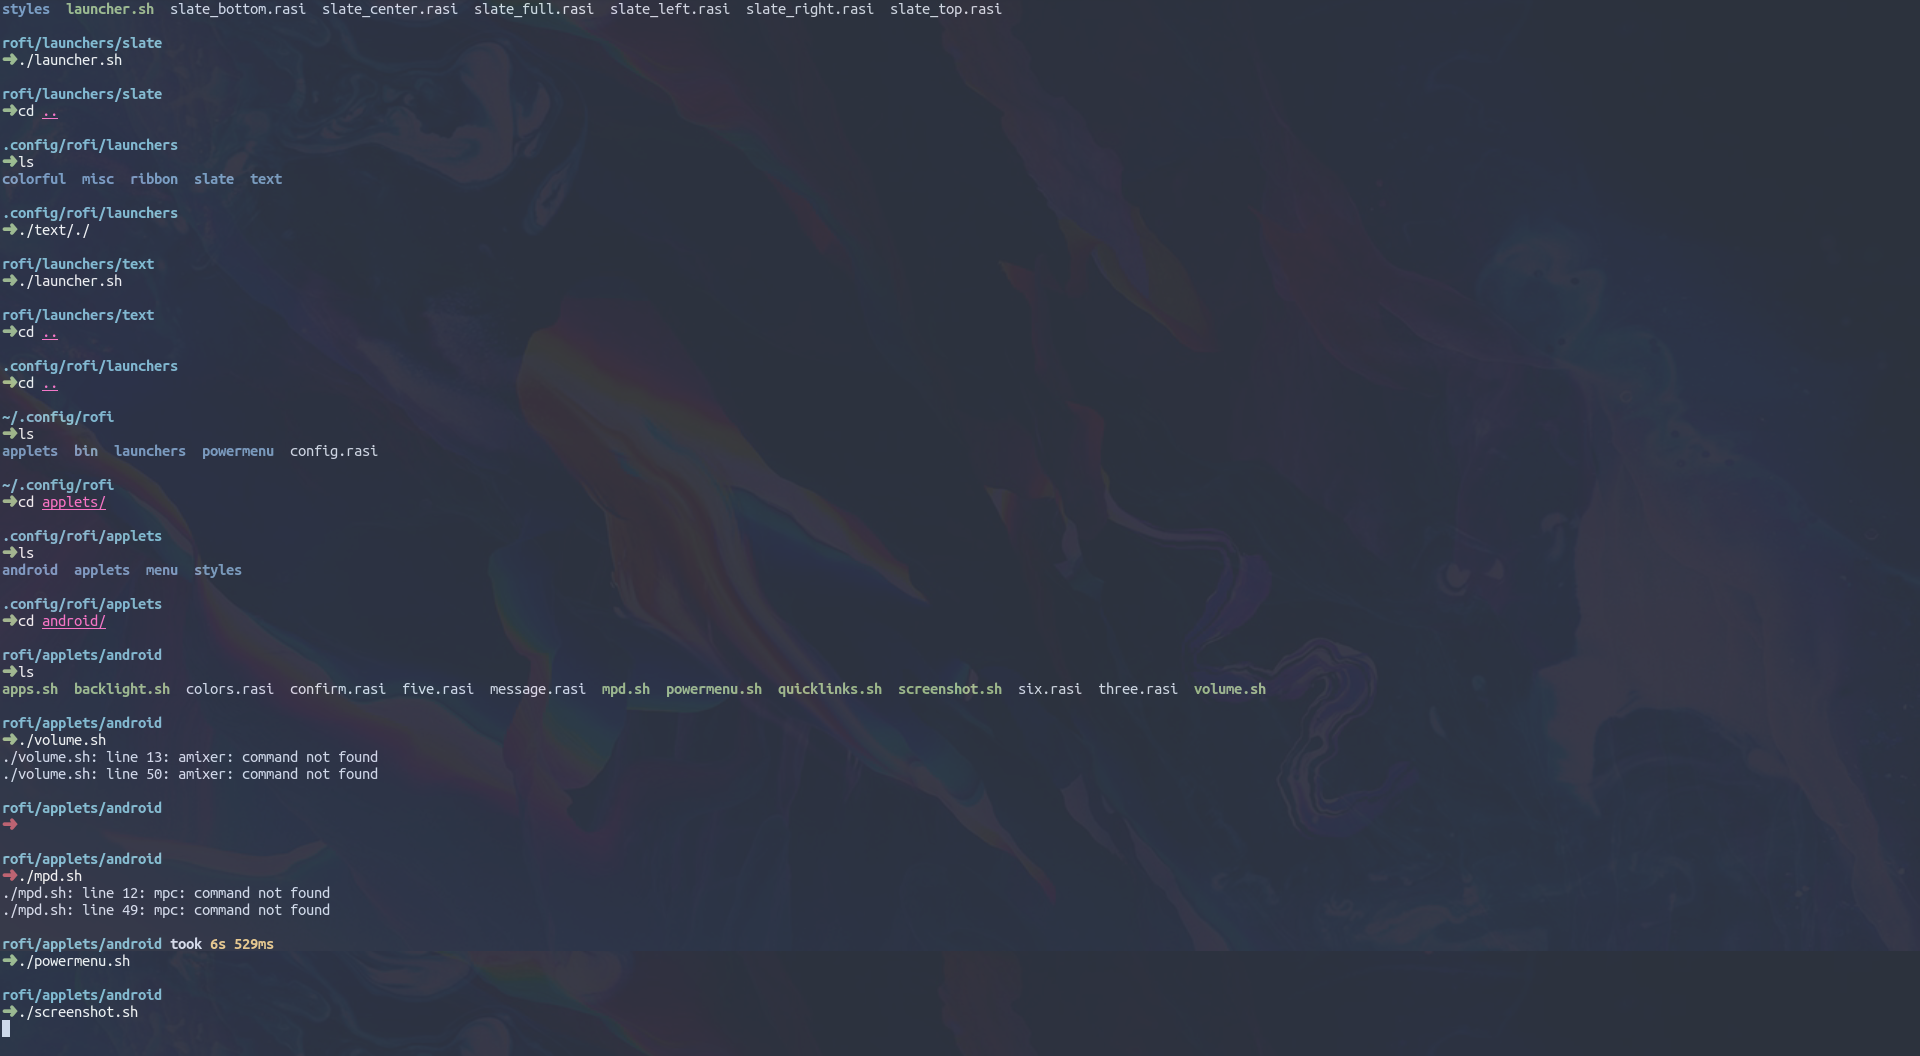 styles  launcher.sh  slate_bottom.rasi  slate_center.rasi  slate_full.rasi  slate_left.rasi  slate_right.rasi  slate_top.rasi
rofi/launchers/slate
➜./launcher.sh
rofi/launchers/slate
➜cd ..
.config/rofi/launchers
➜ls
colorful  misc  ribbon  slate  text
.config/rofi/launchers
➜./text/./
rofi/launchers/text
➜./launcher.sh
rofi/launchers/text
➜cd ..
.config/rofi/launchers
➜cd ..
~/.config/rofi
➜ls
applets  bin  launchers  powermenu  config.rasi
~/.config/rofi
➜cd applets/
.config/rofi/applets
➜ls
android  applets  menu  styles
.config/rofi/applets
➜cd android/
rofi/applets/android
➜ls
apps.sh  backlight.sh  colors.rasi  confirm.rasi  five.rasi  message.rasi  mpd.sh  powermenu.sh  quicklinks.sh  screenshot.sh  six.rasi  three.rasi  volume.sh
rofi/applets/android
➜./volume.sh
./volume.sh: line 13: amixer: command not found
./volume.sh: line 50: amixer: command not found
rofi/applets/android
➜
rofi/applets/android
➜./mpd.sh
./mpd.sh: line 12: mpc: command not found
./mpd.sh: line 49: mpc: command not found
rofi/applets/android took 6s 529ms
➜./powermenu.sh
rofi/applets/android
➜./screenshot.sh